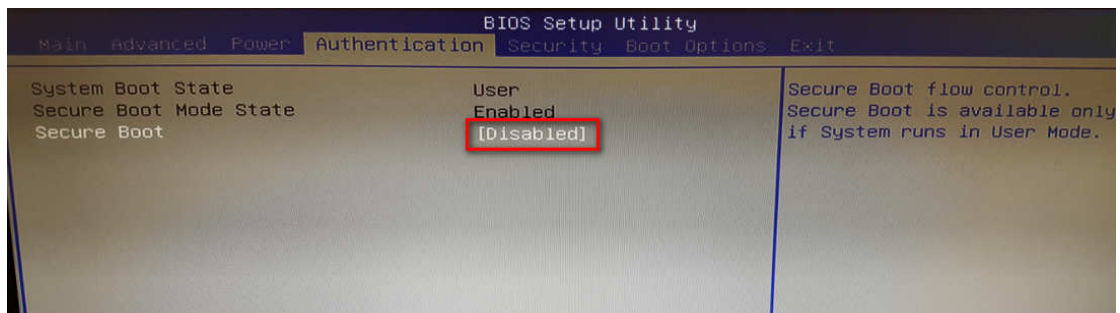 BIOS Setup Utility
Main Advanced Power Authentication Security Boot Options Exit
System Boot State User
Secure Boot Mode State Enabled
Secure Boot [Disabled]
Secure Boot flow control.
Secure Boot is available only
if System runs in User Mode.